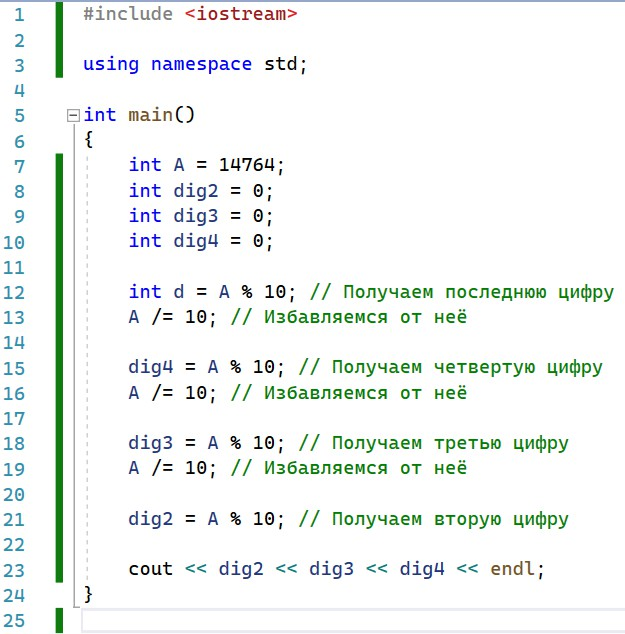 1 #include <iostream>
2
3 using namespace std;
4
5 int main()
6 {
7 int A = 14764;
8 int dig2 = 0;
9 int dig3 = 0;
10 int dig4 = 0;
11
12 int d = A % 10; // Получаем последнюю цифру
13 A /= 10; // Избавляемся от неё
14
15 dig4 = A % 10; // Получаем четвертую цифру
16 A /= 10; // Избавляемся от неё
17
18 dig3 = A % 10; // Получаем третью цифру
19 A /= 10; // Избавляемся от неё
20
21 dig2 = A % 10; // Получаем вторую цифру
22
23 cout << dig2 << dig3 << dig4 << endl;
24 }
25